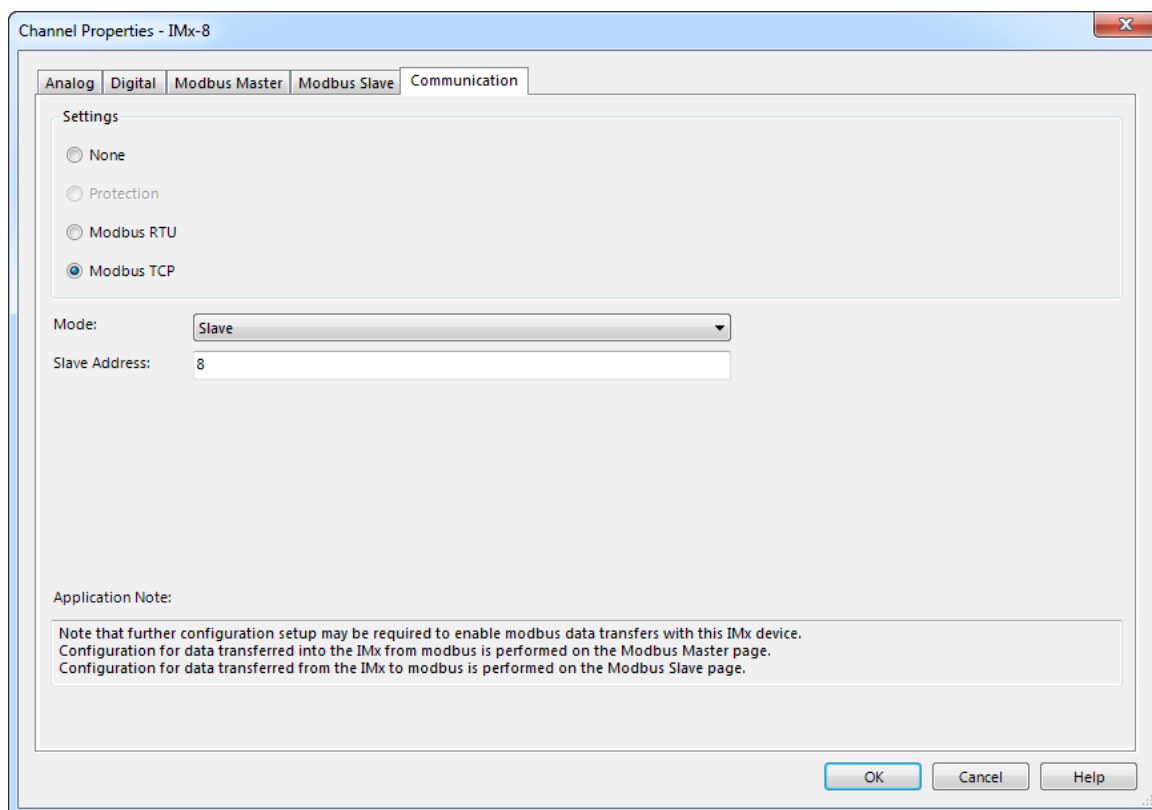 Channel Properties - IMx-8
X
Analog Digital Modbus Master Modbus Slave Communication
Settings
None
Protection
Modbus RTU
Modbus TCP
Mode: Slave
Slave Address: 8
Application Note:
Note that further configuration setup may be required to enable modbus data transfers with this IMx device.
Configuration for data transferred into the IMx from modbus is performed on the Modbus Master page.
Configuration for data transferred from the IMx to modbus is performed on the Modbus Slave page.
OK Cancel Help